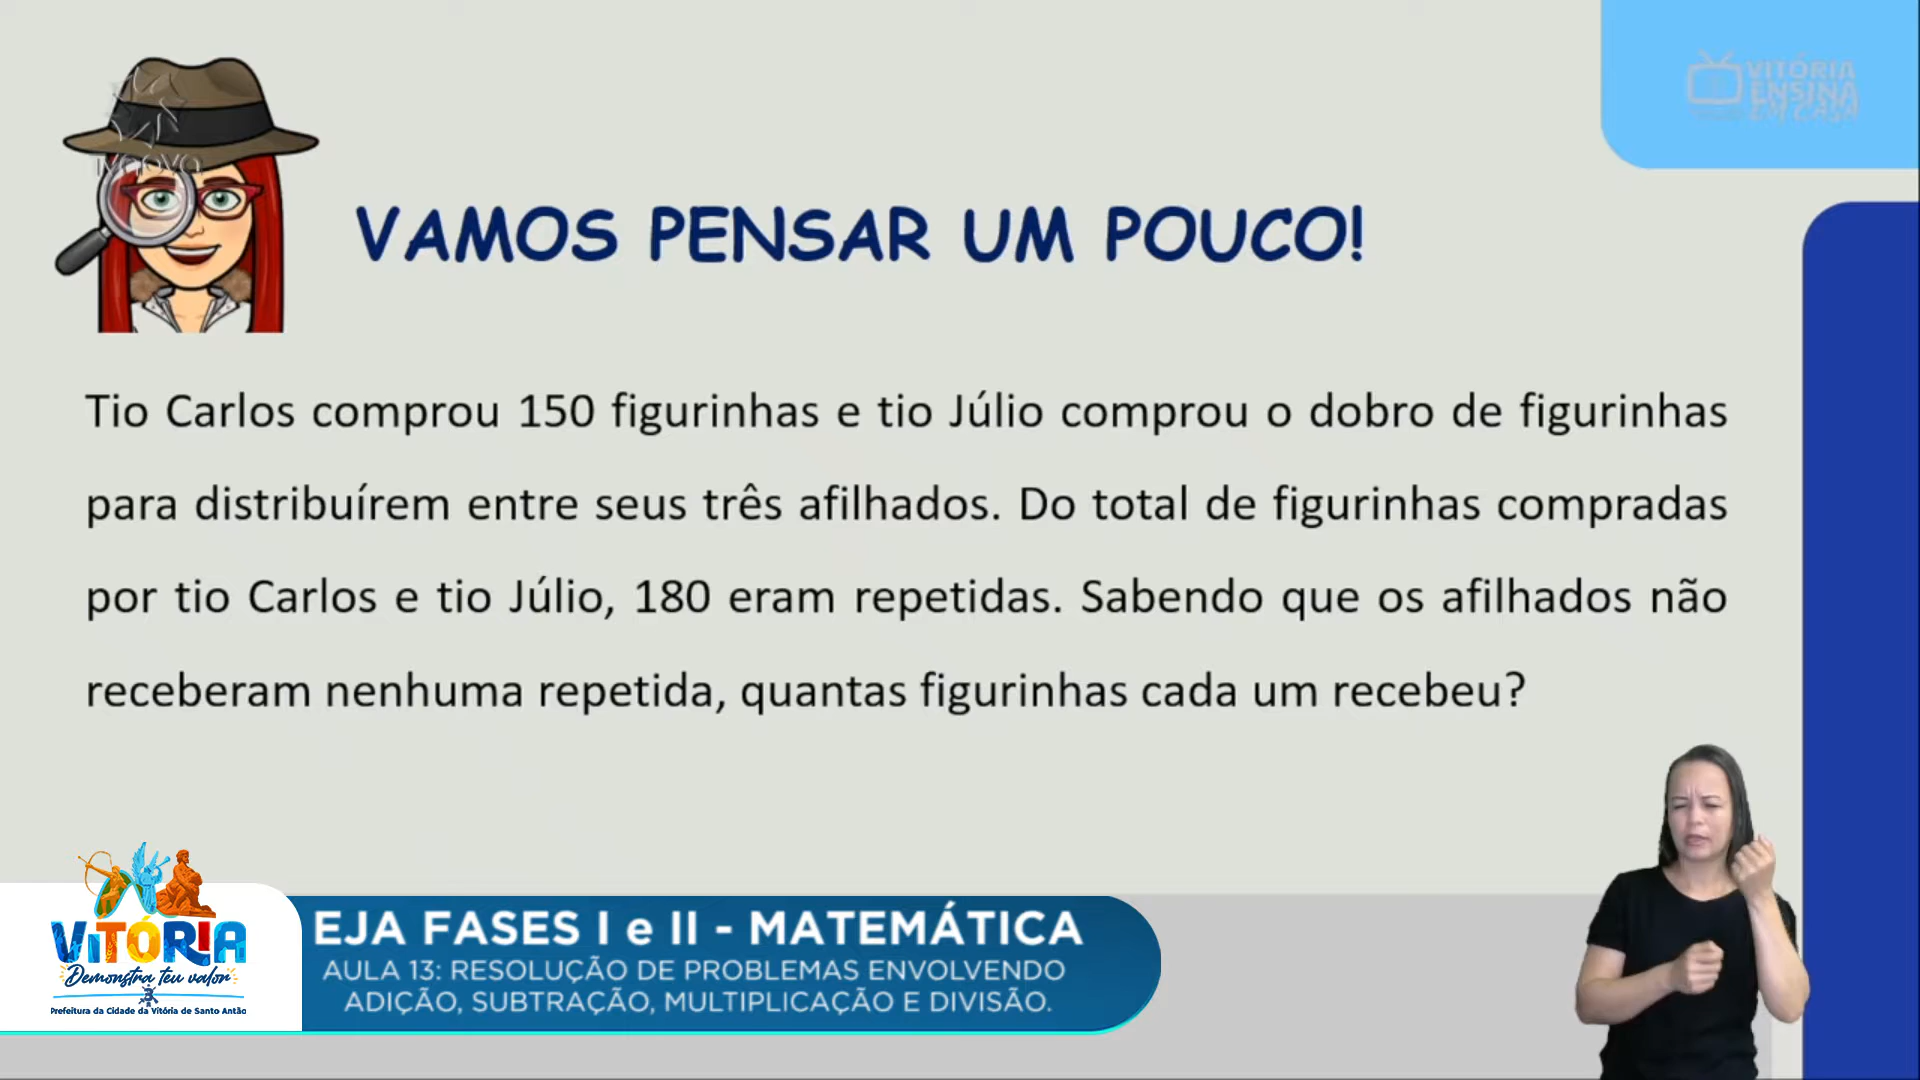 Innova
VITÓRIA
ENSINA
EM CASA
VAMOS PENSAR UM POUCO!
Tio Carlos comprou 150 figurinhas e tio Júlio comprou o dobro de figurinhas
para distribuírem entre seus três afilhados. Do total de figurinhas compradas
por tio Carlos e tio Júlio, 180 eram repetidas. Sabendo que os afilhados não
receberam nenhuma repetida, quantas figurinhas cada um recebeu?
VITÓRIA
Demonstra teu valor
Prefeitura da Cidade da Vitória de Santo Antão
EJA FASES I e II - MATEMÁTICA
AULA 13: RESOLUÇÃO DE PROBLEMAS ENVOLVENDO
ADIÇÃO, SUBTRAÇÃO, MULTIPLICAÇÃO E DIVISÃO.